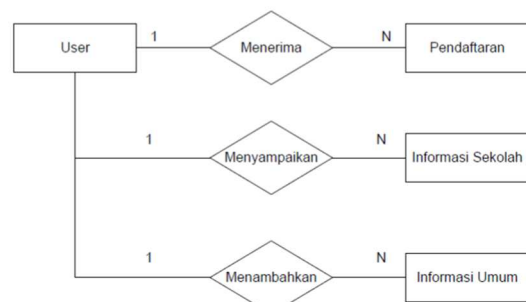 User
1
Menerima
N
Pendaftaran
1
Menyampaikan
N
Informasi Sekolah
1
Menambahkan
N
Informasi Umum